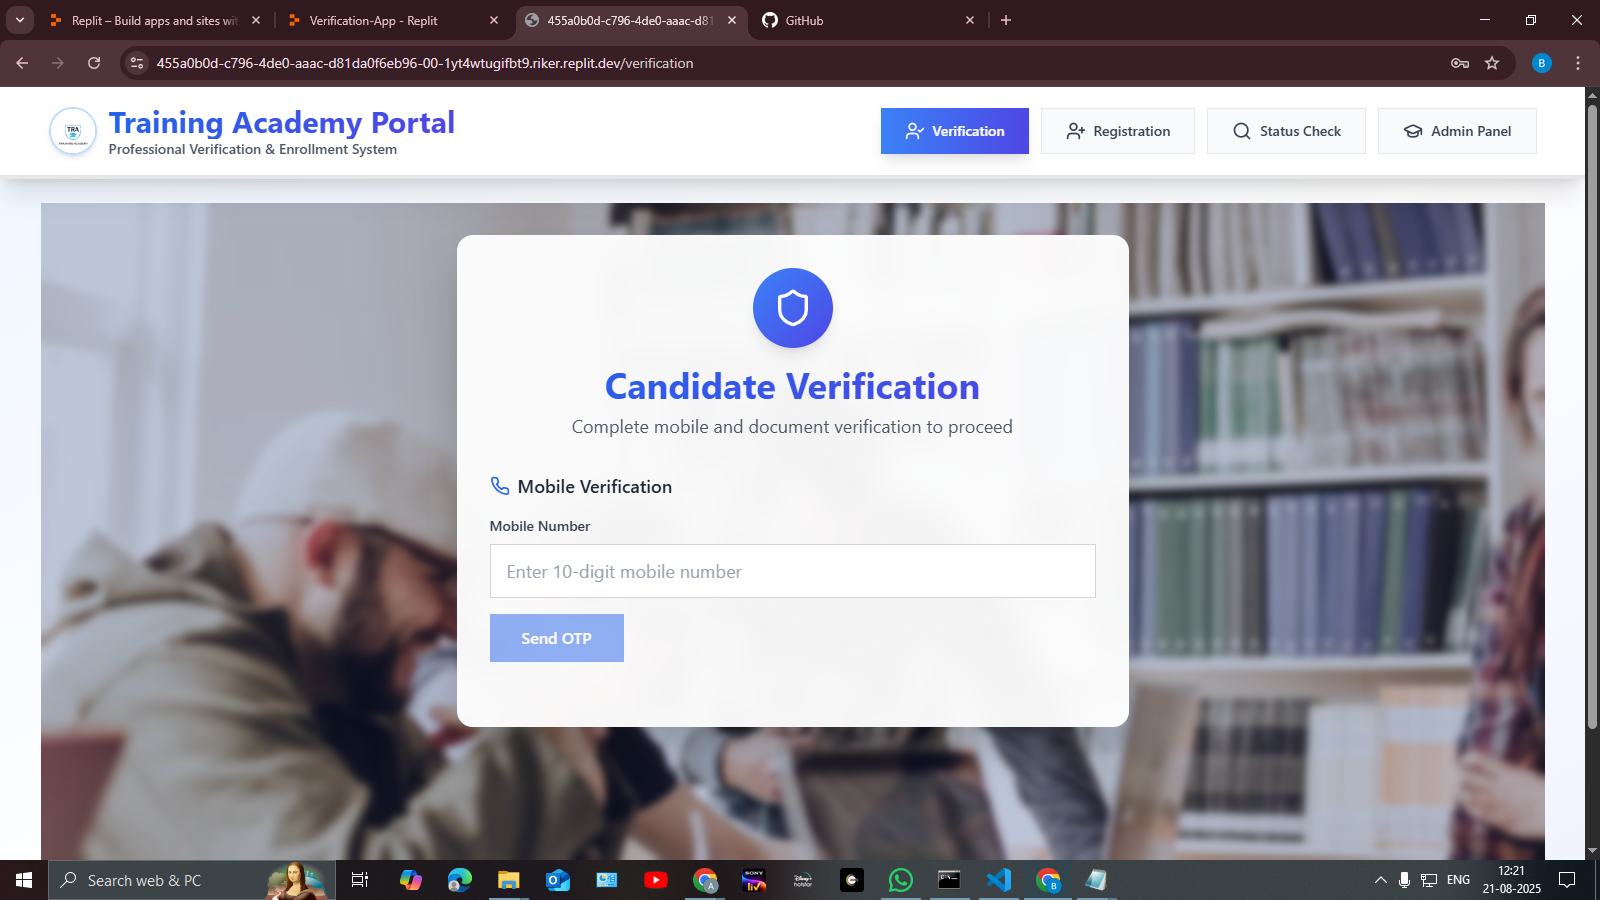 Replit – Build apps and sites wit
Verification-App - Replit
455a0b0d-c796-4de0-aaac-d81
GitHub
455a0b0d-c796-4de0-aaac-d81da0f6eb96-00-1yt4wtugifbt9.riker.replit.dev/verification
B
TRA
Training Academy Portal
Professional Verification & Enrollment System
Verification
Registration
Status Check
Admin Panel
Candidate Verification
Complete mobile and document verification to proceed
Mobile Verification
Mobile Number
Enter 10-digit mobile number
Send OTP
Search web & PC
A
SONY
liv
hotstar
B
ENG
12:21
21-08-2025